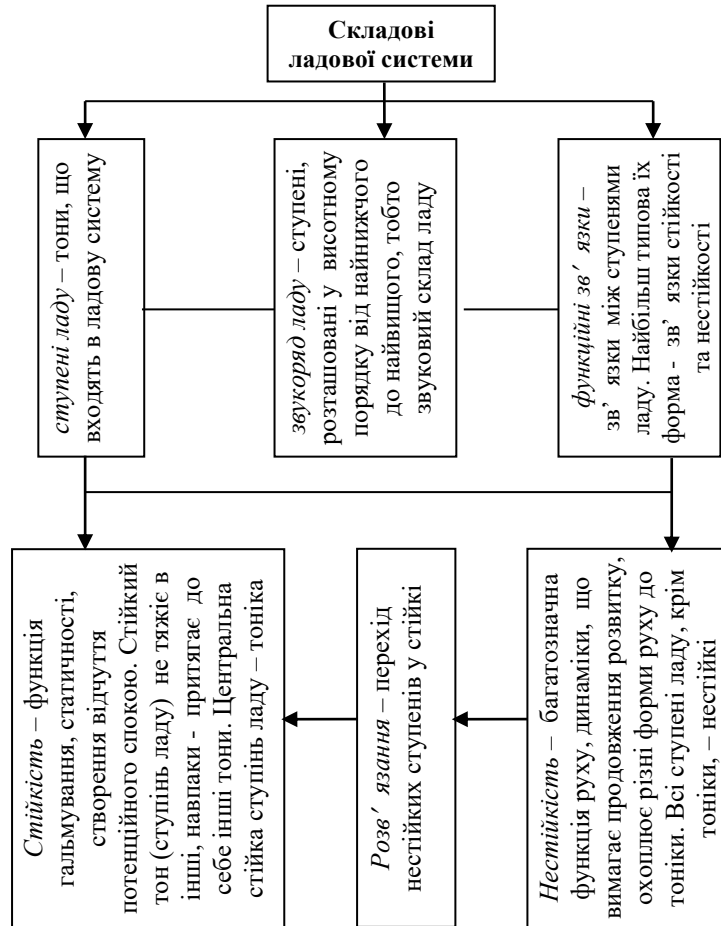 Складові
ладової системи
ступені ладу – тони, що
входять в ладову систему
звукоряд ладу – ступені,
розташовані у висотному
порядку від найнижчого
до найвищого, тобто
звуковий склад ладу
функційні зв’ язки –
зв’ язки між ступенями
ладу. Найбільш типова їх
форма - зв’ язки стійкості
та нестійкості
Стійкість – функція
гальмування, статичності,
створення відчуття
потенційного спокою. Стійкий
тон (ступінь ладу) не тяжіє в
інші, навпаки - притягає до
себе інші тони. Центральна
стійка ступінь ладу – тоніка
Розв’ язання – перехід
нестійких ступенів у стійкі
Нестійкість – багатозначна
функція руху, динаміки, що
вимагає продовження розвитку,
охоплює різні форми руху до
тоніки. Всі ступені ладу, крім
тоніки, – нестійкі